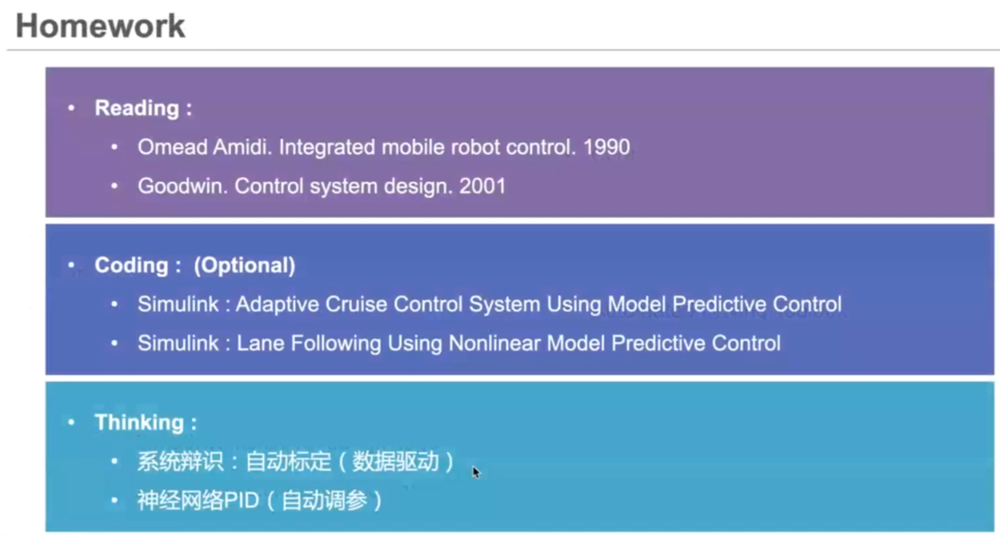 Homework
• Reading：
• Omead Amidi. Integrated mobile robot control. 1990
• Goodwin. Control system design. 2001
• Coding： (Optional)
• Simulink : Adaptive Cruise Control System Using Model Predictive Control
• Simulink : Lane Following Using Nonlinear Model Predictive Control
• Thinking：
• 系统辩识：自动标定（数据驱动）
• 神经网络PID（自动调参）